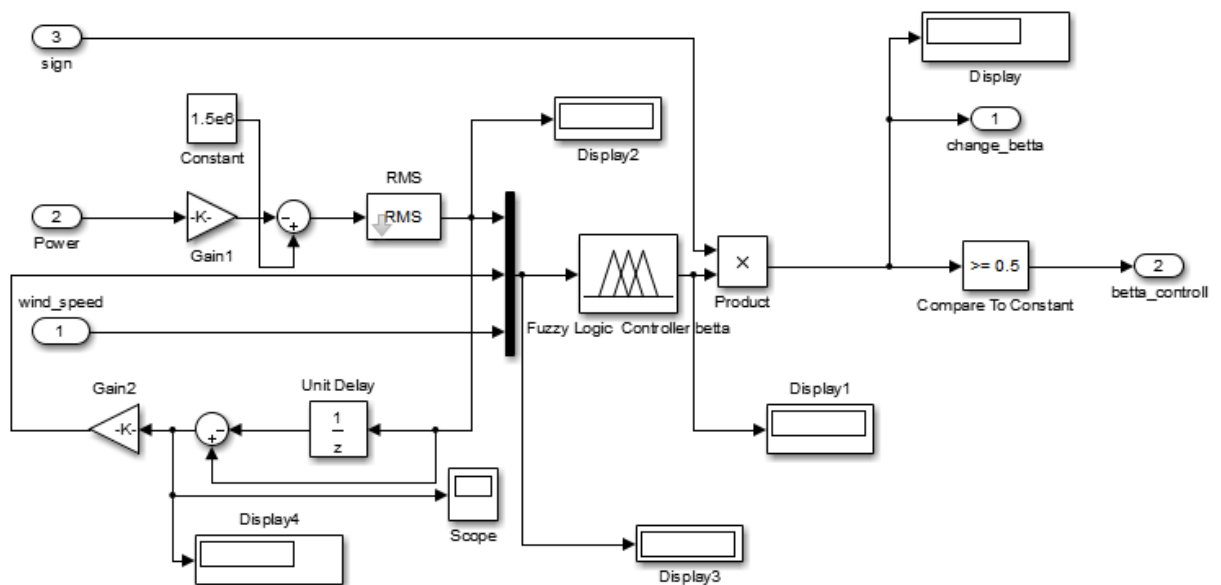 3
sign
Display
1.5e6
Constant
Display2
1
change_betta
RMS
RMS
2
Power
-K-
Gain1
− +
×
Product
>= 0.5
Compare To Constant
2
betta_controll
wind_speed
1
Fuzzy Logic Controller betta
Gain2
-K-
+ −
Unit Delay
1
z
Display1
Scope
Display4
Display3